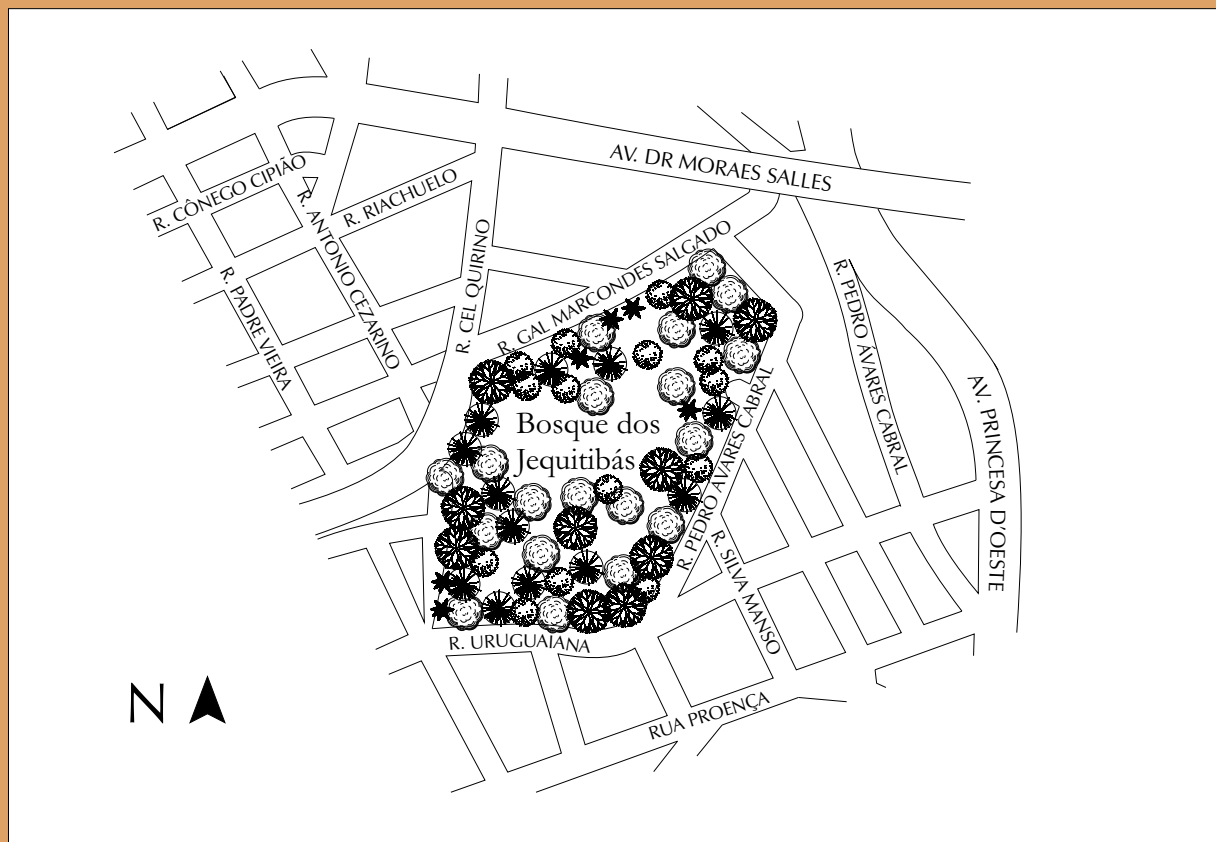 AV. DR MORAES SALLES
R. CÔNEGO CIPIÃO
R. RIACHUELO
R. ANTONIO CEZARINO
R. CEL QUIRINO
R. GAL MARCONDES SALGADO
R. PADRE VIEIRA
R. PEDRO ÁVARES CABRAL
AV. PRINCESA D'OESTE
Bosque dos
Jequitibás
R. PEDRO ÁVARES CABRAL
R. SILVA MANSO
R. URUGUAIANA
RUA PROENÇA
N